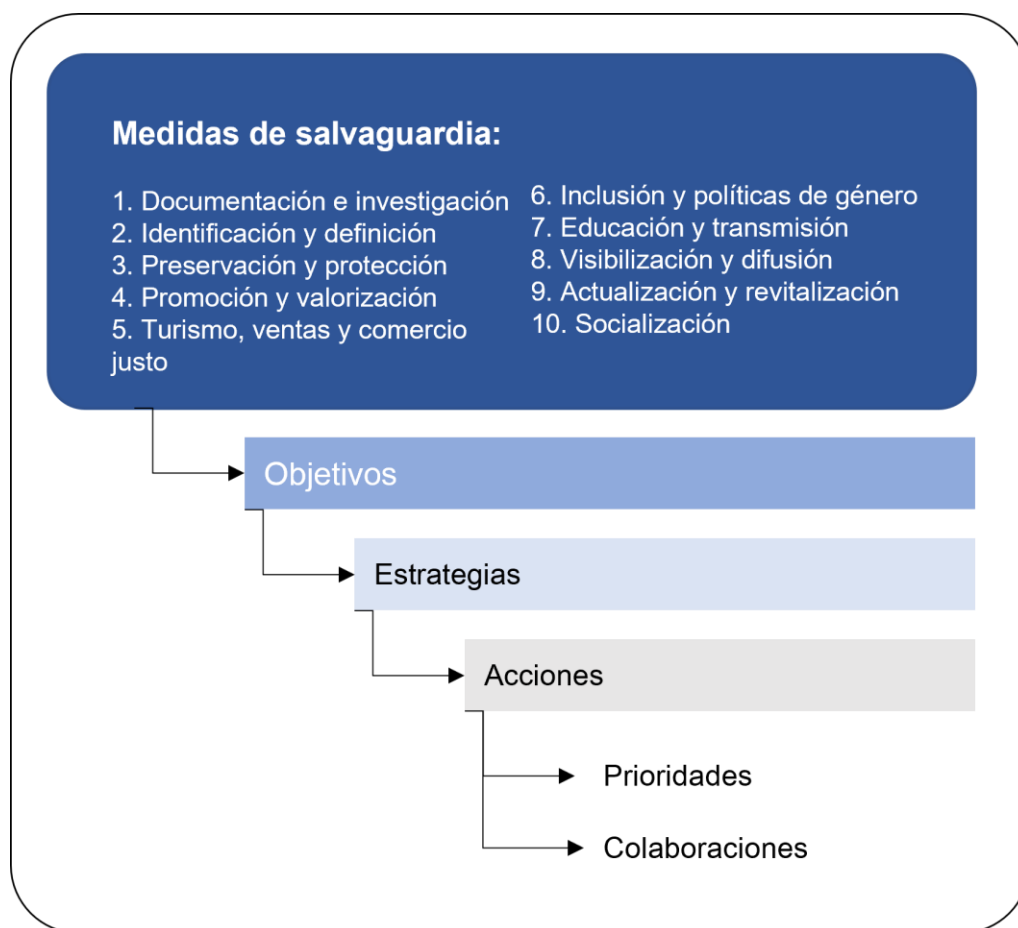 Medidas de salvaguardia:
1. Documentación e investigación
2. Identificación y definición
3. Preservación y protección
4. Promoción y valorización
5. Turismo, ventas y comercio
justo
6. Inclusión y políticas de género
7. Educación y transmisión
8. Visibilización y difusión
9. Actualización y revitalización
10. Socialización
Objetivos
Estrategias
Acciones
Prioridades
Colaboraciones